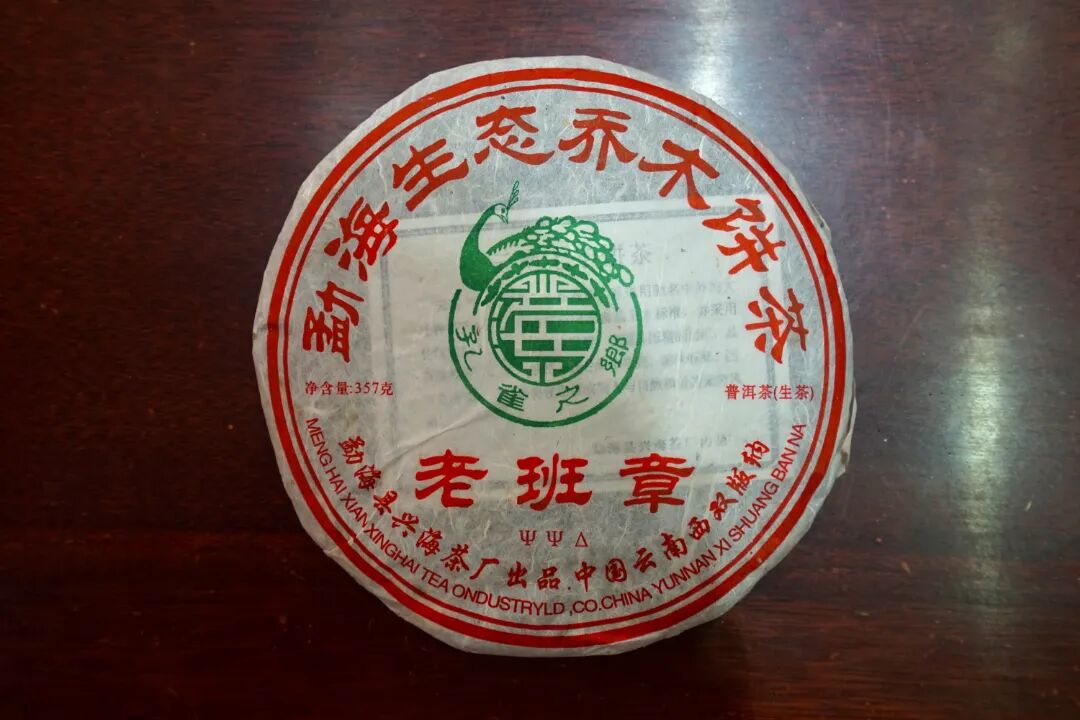 勐海生态乔木饼茶
孔雀之鄉
净含量:357克
普洱茶(生茶)
老班章
ΨΨΔ
勐海县兴海茶厂出品.中国云南西双版纳
MENG HAI XIAN XINGHAI TEA ONDUSTRYLD,CO.CHINA YUNNAN XI SHUANG BAN NA